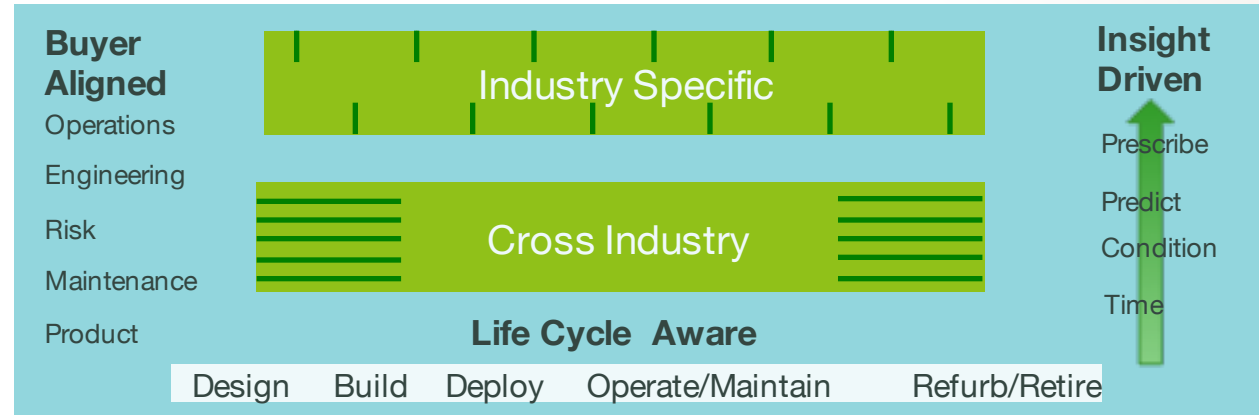 Buyer
Aligned
Operations
Engineering
Risk
Maintenance
Product
Industry Specific
Cross Industry
Life Cycle Aware
Design Build Deploy Operate/Maintain Refurb/Retire
Insight
Driven
Prescribe
Predict
Condition
Time